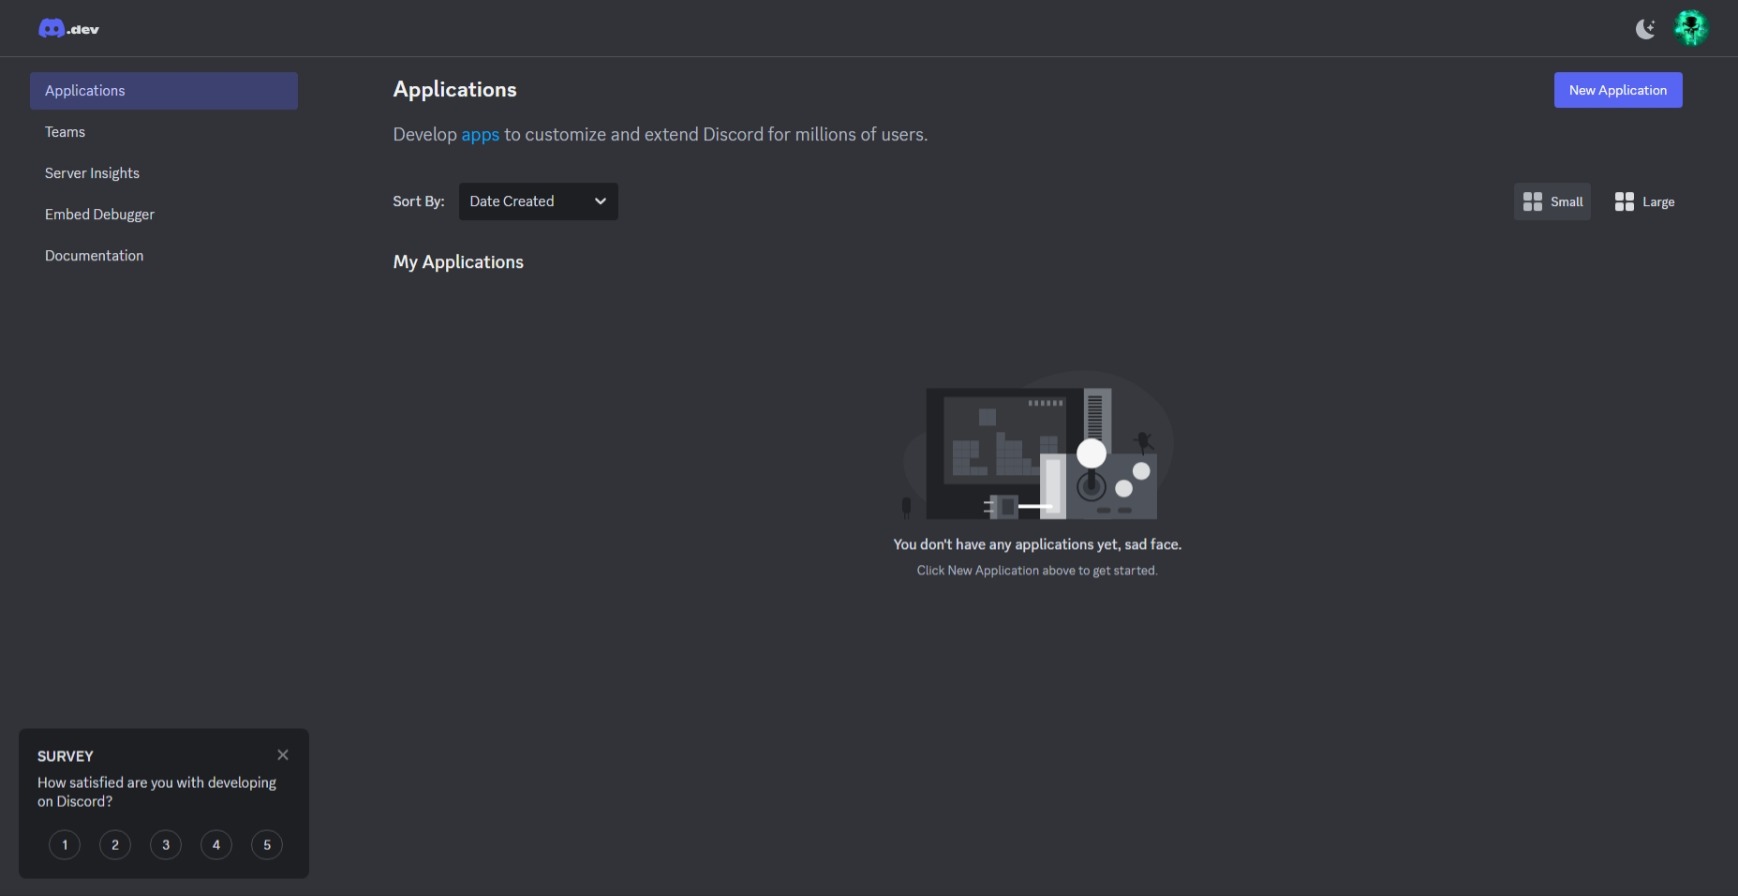 .dev
Applications
Teams
Server Insights
Embed Debugger
Documentation
Applications
New Application
Develop apps to customize and extend Discord for millions of users.
Sort By:
Date Created
Small
Large
My Applications
You don't have any applications yet, sad face.
Click New Application above to get started.
SURVEY
How satisfied are you with developing
on Discord?
1 2 3 4 5